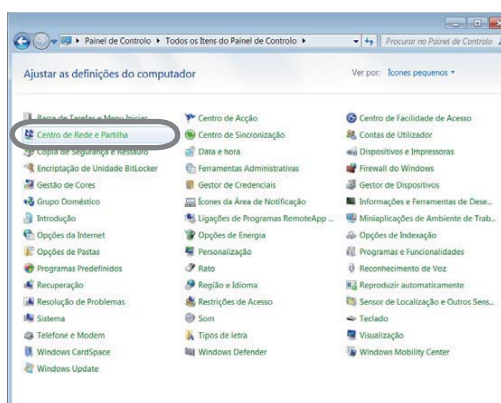 Painel de Controlo ▸ Todos os Itens do Painel de Controlo ▸ Procurar no Painel de Controlo
Ajustar as definições do computador Ver por: Ícones pequenos
Barra de Tarefas e Menu Iniciar Centro de Acção Centro de Facilidade de Acesso
Centro de Rede e Partilha Centro de Sincronização Contas de Utilizador
Cópia de Segurança e Restauro Data e hora Dispositivos e Impressoras
Encriptação de Unidade BitLocker Ferramentas Administrativas Firewall do Windows
Gestão de Cores Gestor de Credenciais Gestor de Dispositivos
Grupo Doméstico Ícones da Área de Notificação Informações e Ferramentas de Dese...
Introdução Ligações de Programas RemoteApp ... Miniaplicações de Ambiente de Trab...
Opções da Internet Opções de Energia Opções de Indexação
Opções de Pastas Personalização Programas e Funcionalidades
Programas Predefinidos Rato Reconhecimento de Voz
Recuperação Região e Idioma Reproduzir automaticamente
Resolução de Problemas Restrições de Acesso Sensor de Localização e Outros Sens...
Sistema Som Teclado
Telefone e Modem Tipos de letra Visualização
Windows CardSpace Windows Defender Windows Mobility Center
Windows Update